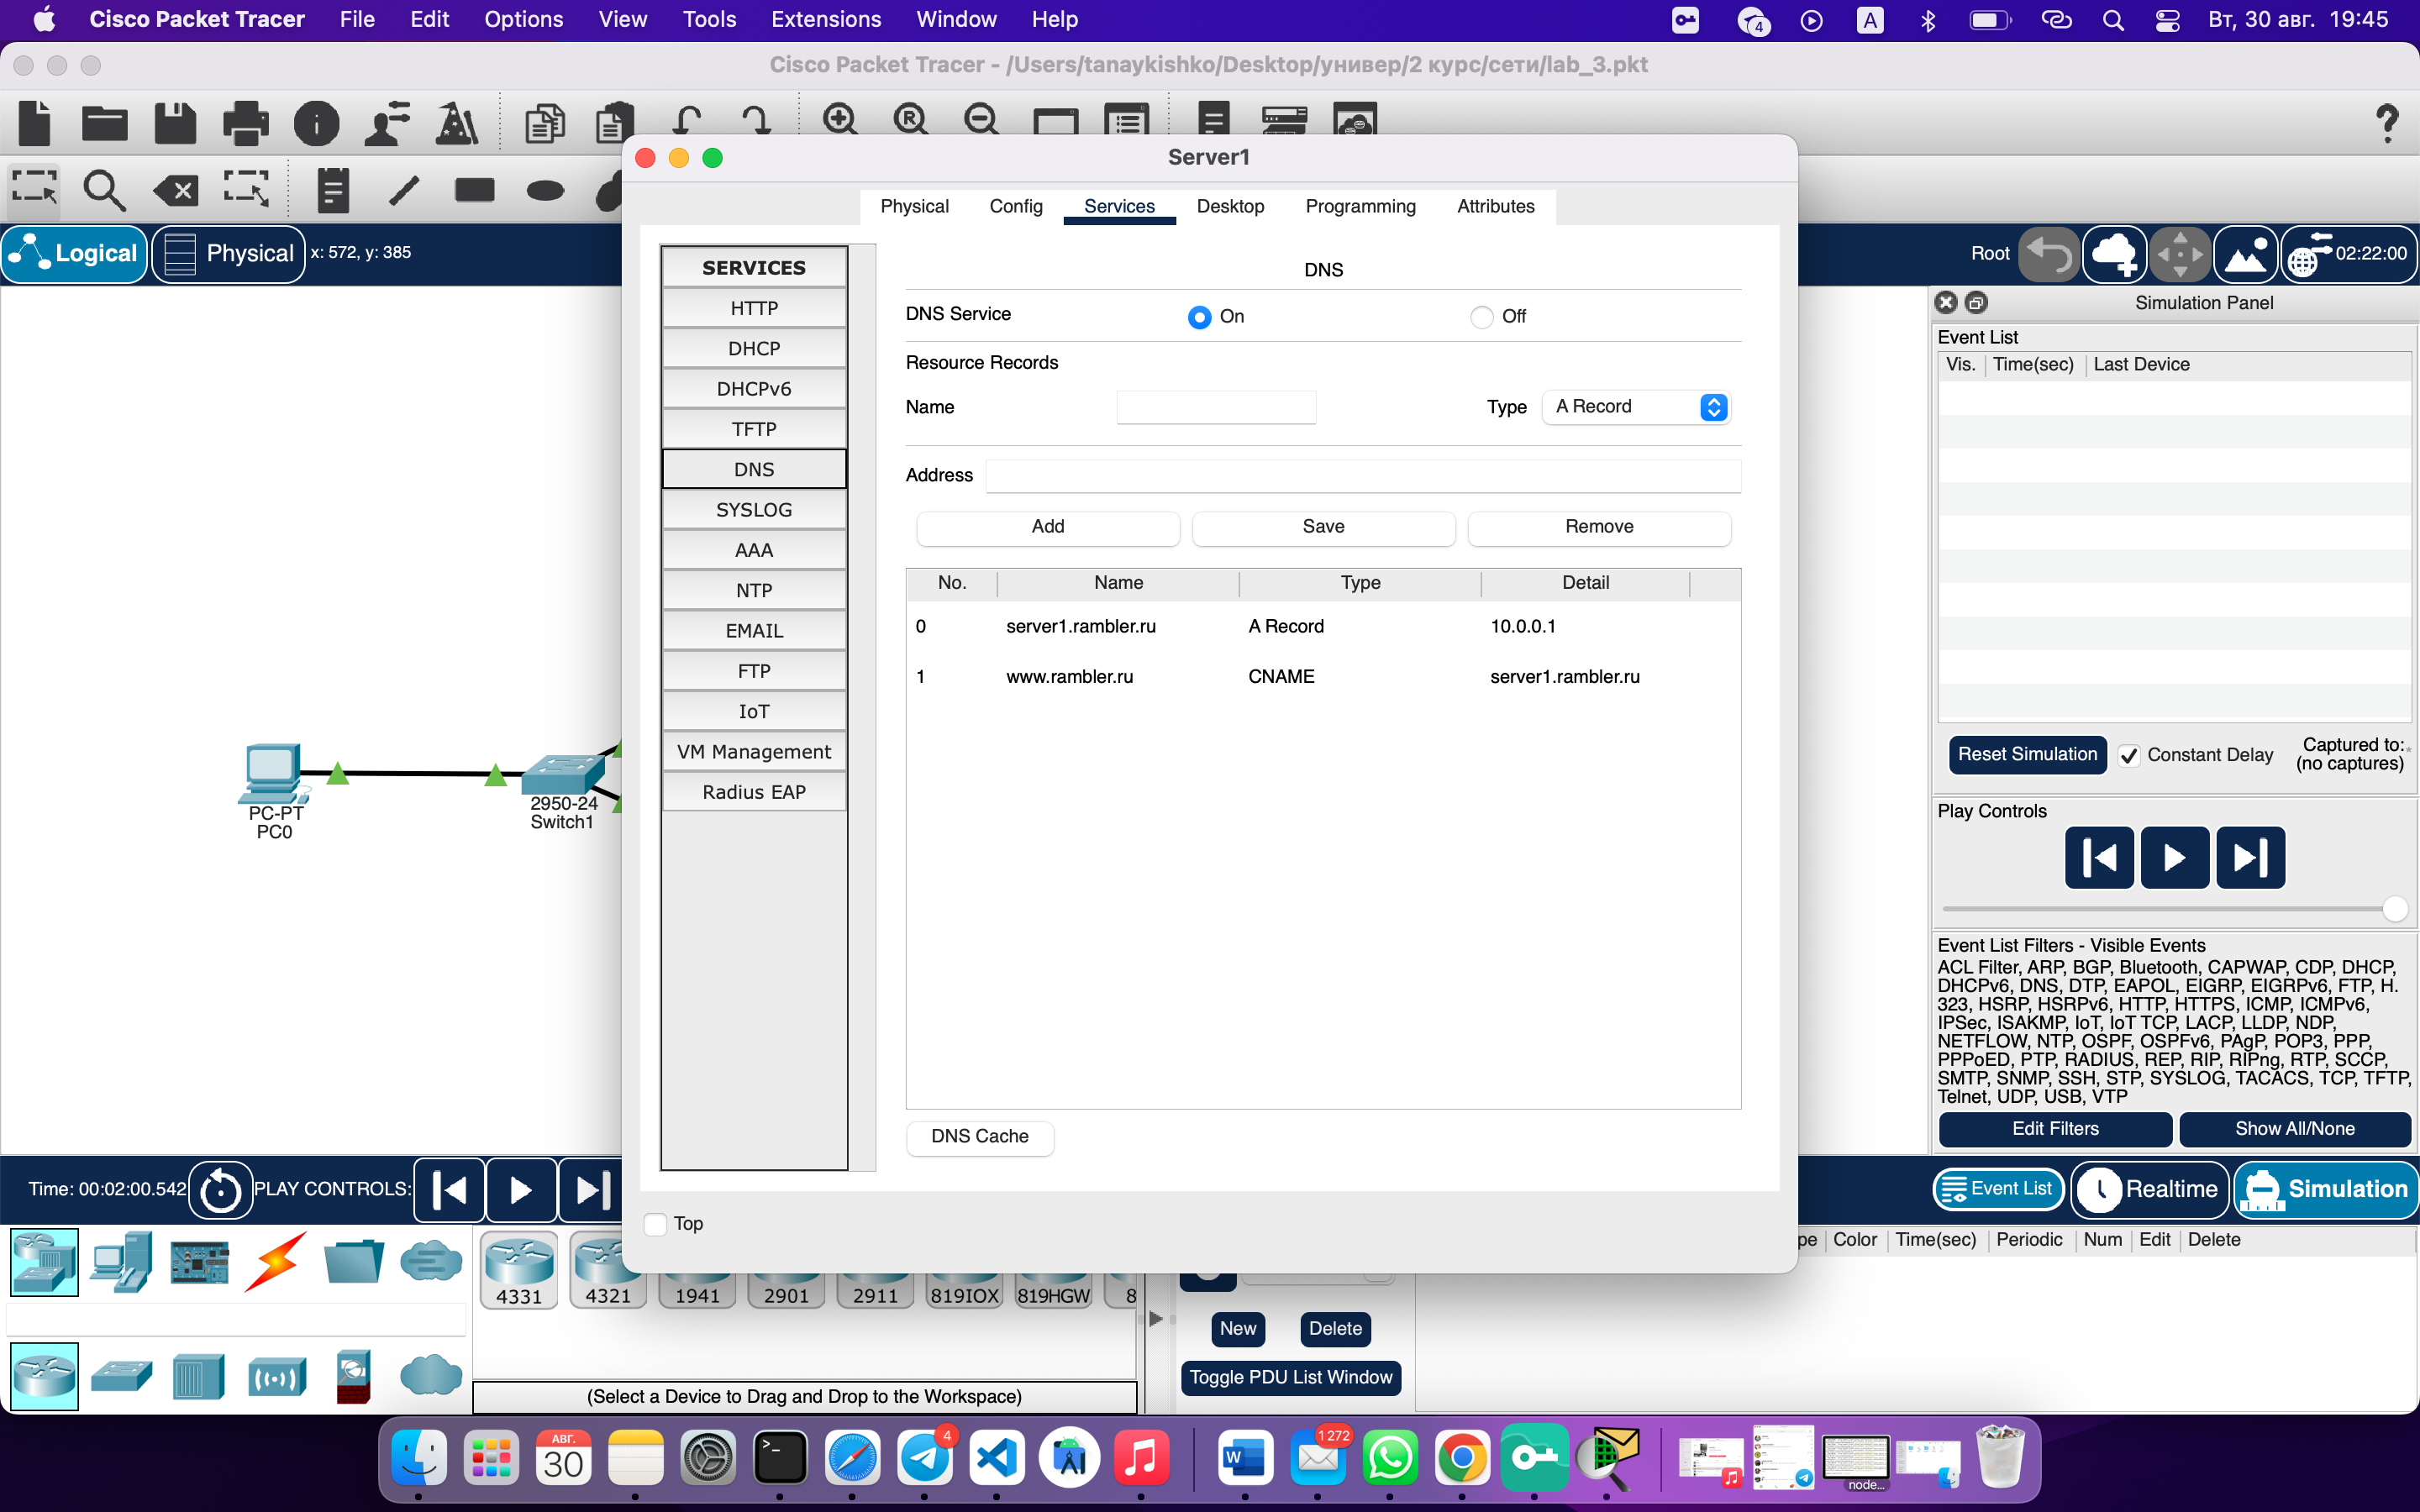 Cisco Packet Tracer File Edit Options View Tools Extensions Window Help 4 A Вт, 30 авг. 19:45
Cisco Packet Tracer - /Users/tanaykishko/Desktop/универ/2 курс/сети/lab_3.pkt
Server1
Physical Config Services Desktop Programming Attributes
Logical Physical x: 572, y: 385
Root 02:22:00
SERVICES
HTTP
DHCP
DHCPv6
TFTP
DNS
SYSLOG
AAA
NTP
EMAIL
FTP
IoT
VM Management
Radius EAP
DNS
DNS Service On Off
Resource Records
Name Type A Record
Address
Add Save Remove
No. Name Type Detail
0 server1.rambler.ru A Record 10.0.0.1
1 www.rambler.ru CNAME server1.rambler.ru
DNS Cache
Top
PC-PT
PC0
2950-24
Switch1
Simulation Panel
Event List
Vis. Time(sec) Last Device
Reset Simulation Constant Delay Captured to:
(no captures)
Play Controls
Event List Filters - Visible Events
ACL Filter, ARP, BGP, Bluetooth, CAPWAP, CDP, DHCP,
DHCPv6, DNS, DTP, EAPOL, EIGRP, EIGRPv6, FTP, H.
323, HSRP, HSRPv6, HTTP, HTTPS, ICMP, ICMPv6,
IPSec, ISAKMP, IoT, IoT TCP, LACP, LLDP, NDP,
NETFLOW, NTP, OSPF, OSPFv6, PAgP, POP3, PPP,
PPPoED, PTP, RADIUS, REP, RIP, RIPng, RTP, SCCP,
SMTP, SNMP, SSH, STP, SYSLOG, TACACS, TCP, TFTP,
Telnet, UDP, USB, VTP
Edit Filters Show All/None
Time: 00:02:00.542 PLAY CONTROLS:
Event List Realtime Simulation
4331 4321 1941 2901 2911 819IOX 819HGW 8
pe Color Time(sec) Periodic Num Edit Delete
New Delete
Toggle PDU List Window
(Select a Device to Drag and Drop to the Workspace)
АВГ.
30
4
W
1 272
node...